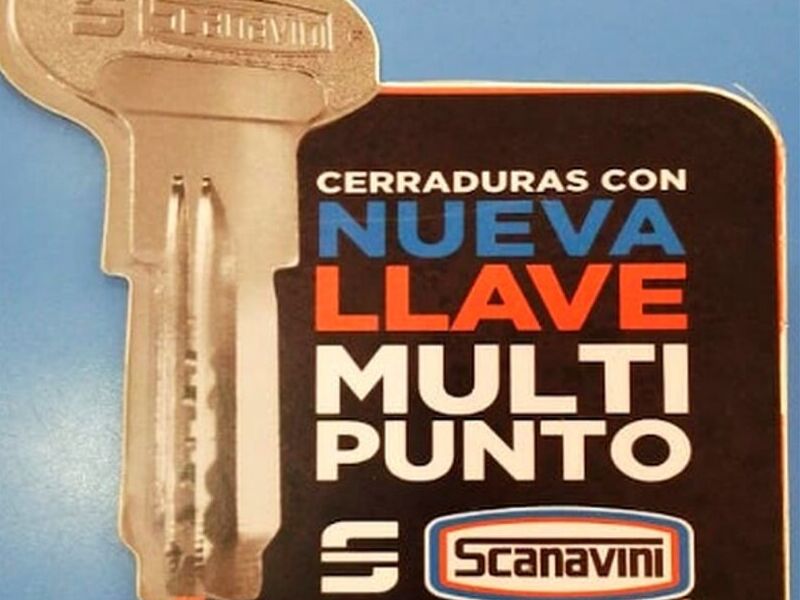 Scanavini
CERRADURAS CON
NUEVA
LLAVE
MULTI
PUNTO
Scanavini